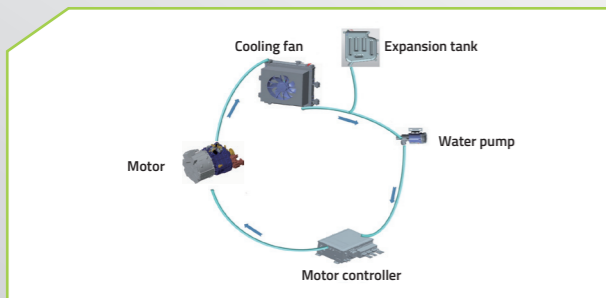 Cooling fan
Expansion tank
Water pump
Motor
Motor controller